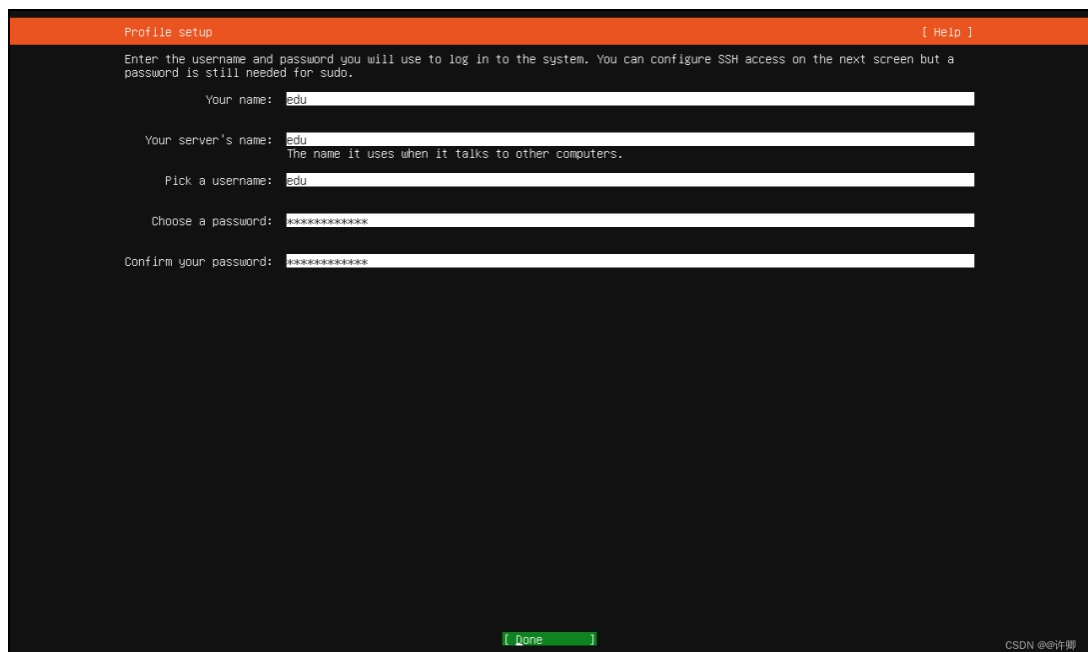 Profile setup [ Help ]
Enter the username and password you will use to log in to the system. You can configure SSH access on the next screen but a
password is still needed for sudo.
Your name: edu
Your server's name: edu
The name it uses when it talks to other computers.
Pick a username: edu
Choose a password: ************
Confirm your password: ************
[ Done ]
CSDN @@许卿